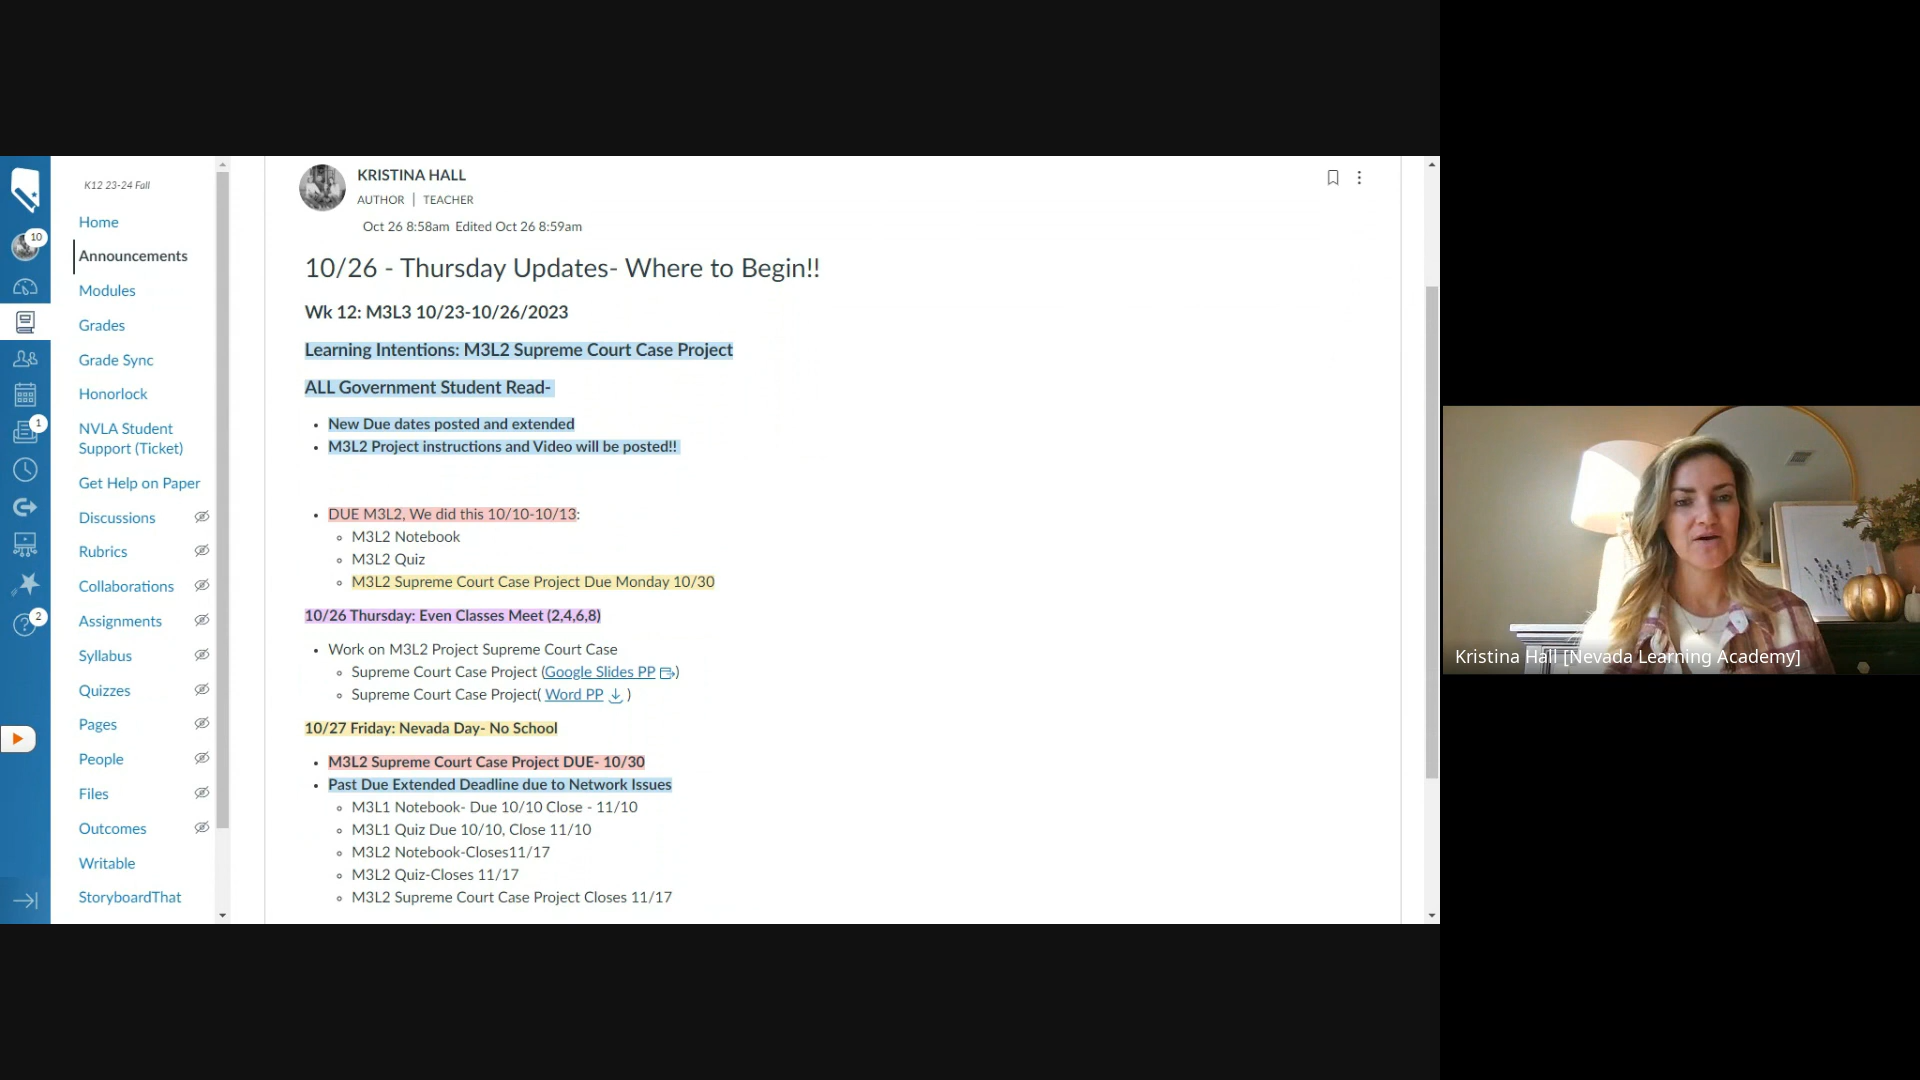 K12 23-24 Fall
Home
Announcements
Modules
Grades
Grade Sync
Honorlock
NVLA Student
Support (Ticket)
Get Help on Paper
Discussions
Rubrics
Collaborations
Assignments
Syllabus
Quizzes
Pages
People
Files
Outcomes
Writable
StoryboardThat
10
1
2
KRISTINA HALL
AUTHOR | TEACHER
Oct 26 8:58am Edited Oct 26 8:59am
10/26 - Thursday Updates- Where to Begin!!
Wk 12: M3L3 10/23-10/26/2023
Learning Intentions: M3L2 Supreme Court Case Project
ALL Government Student Read-
New Due dates posted and extended
M3L2 Project instructions and Video will be posted!!
DUE M3L2, We did this 10/10-10/13:
M3L2 Notebook
M3L2 Quiz
M3L2 Supreme Court Case Project Due Monday 10/30
10/26 Thursday: Even Classes Meet (2,4,6,8)
Work on M3L2 Project Supreme Court Case
Supreme Court Case Project (Google Slides PP)
Supreme Court Case Project( Word PP )
10/27 Friday: Nevada Day- No School
M3L2 Supreme Court Case Project DUE- 10/30
Past Due Extended Deadline due to Network Issues
M3L1 Notebook- Due 10/10 Close - 11/10
M3L1 Quiz Due 10/10, Close 11/10
M3L2 Notebook-Closes11/17
M3L2 Quiz-Closes 11/17
M3L2 Supreme Court Case Project Closes 11/17
Kristina Hall [Nevada Learning Academy]